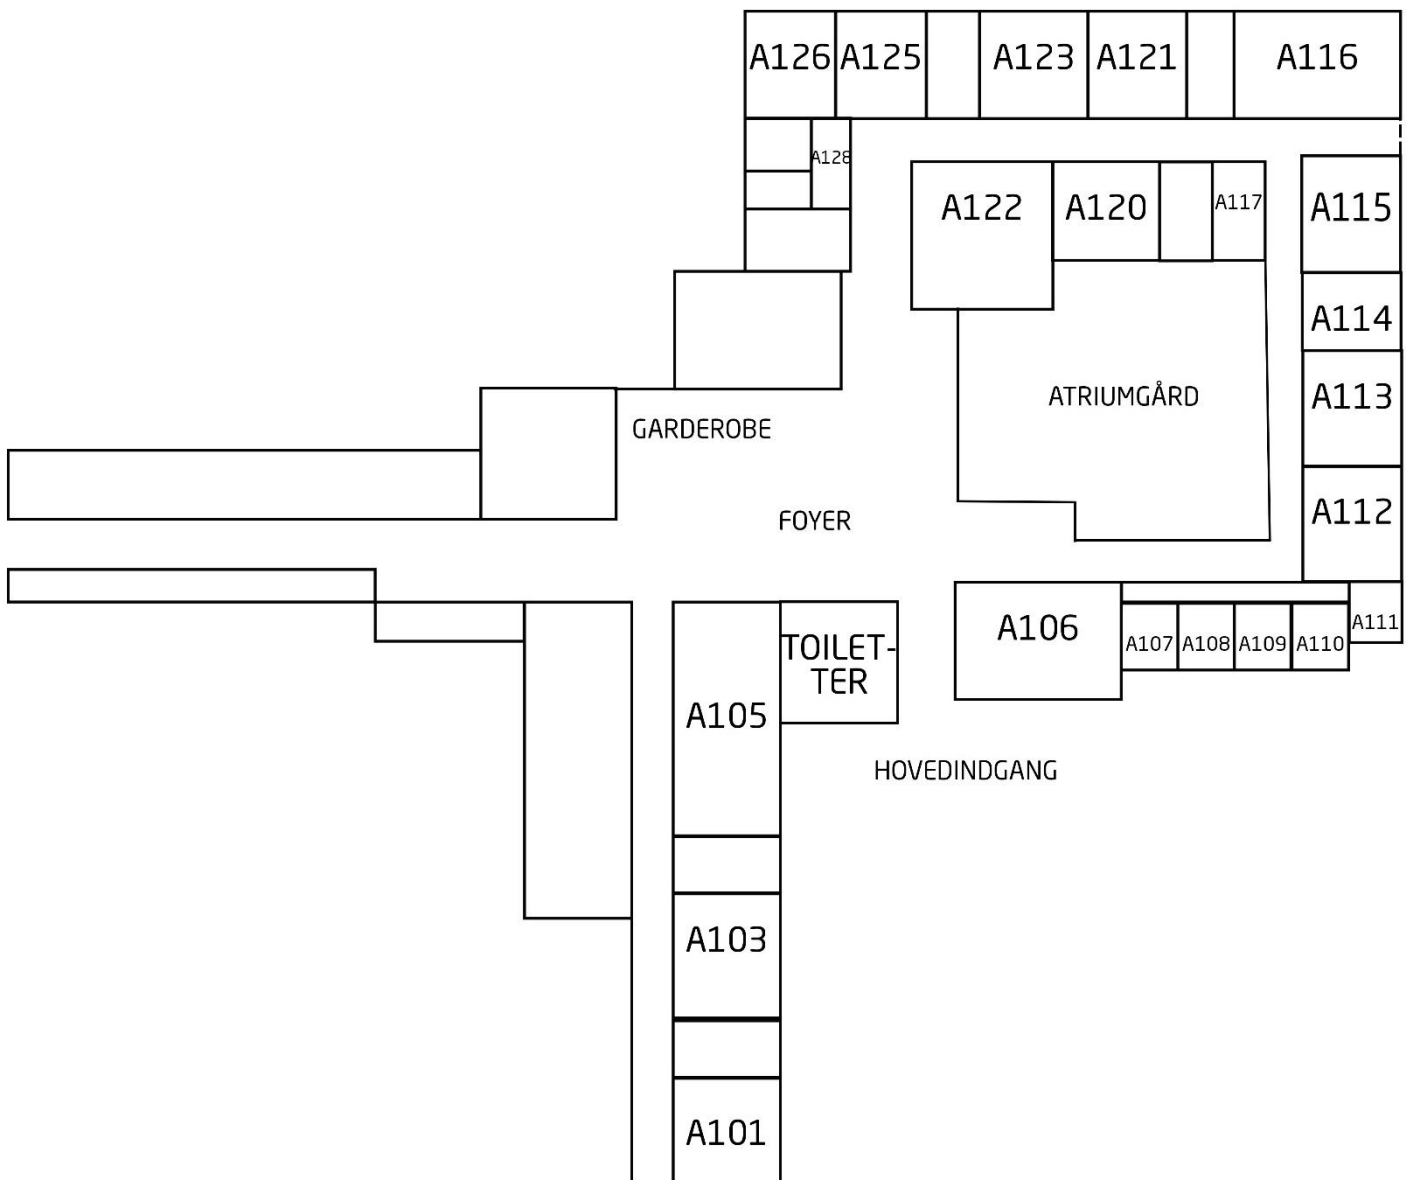 A126
A125
A123
A121
A116
A128
A122
A120
A117
A115
A114
A113
A112
ATRIUMGÅRD
GARDEROBE
FOYER
A106
A107
A108
A109
A110
A111
TOILET-
TER
A105
HOVEDINDGANG
A103
A101